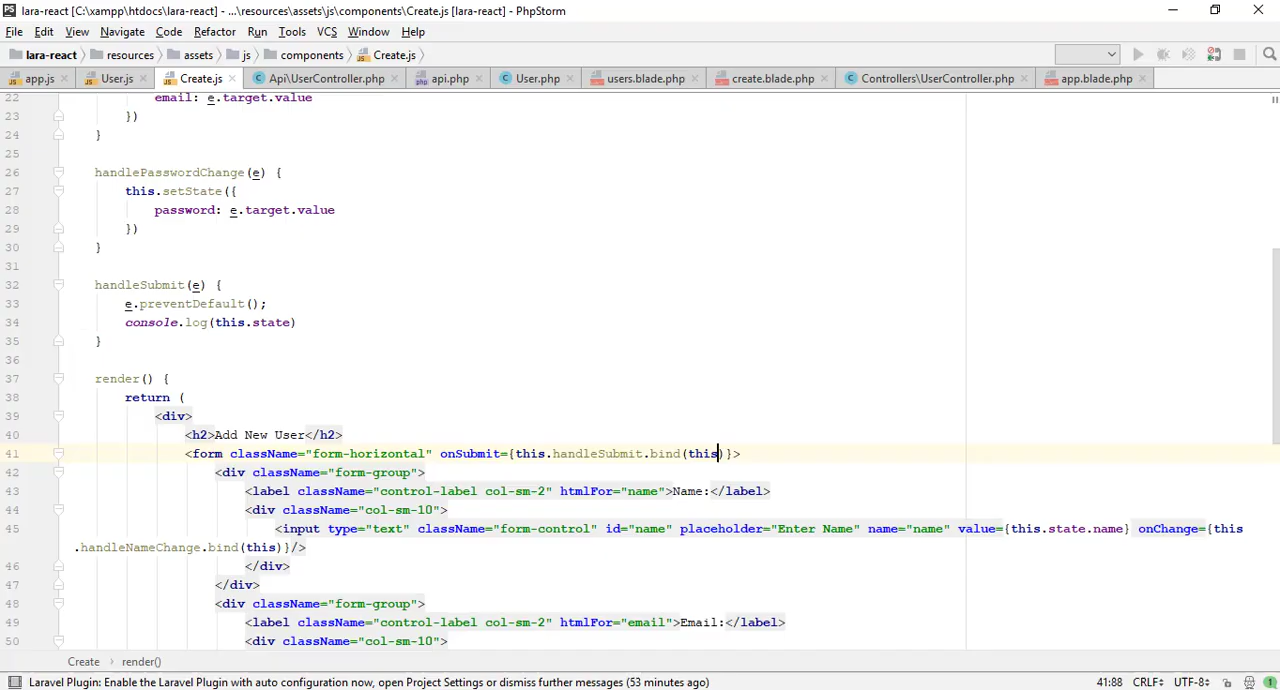 lara-react [C:\xampp\htdocs\lara-react] - ...\resources\assets\js\components\Create.js [lara-react] - PhpStorm
File Edit View Navigate Code Refactor Run Tools VCS Window Help
lara-react resources assets js components Create.js
app.js User.js Create.js Api\UserController.php api.php User.php users.blade.php create.blade.php Controllers\UserController.php app.blade.php
22 email: e.target.value
23 })
24 }
25
26 handlePasswordChange(e) {
27 this.setState({
28 password: e.target.value
29 })
30 }
31
32 handleSubmit(e) {
33 e.preventDefault();
34 console.log(this.state)
35 }
36
37 render() {
38 return (
39 <div>
40 <h2>Add New User</h2>
41 <form className="form-horizontal" onSubmit={this.handleSubmit.bind(this)}>
42 <div className="form-group">
43 <label className="control-label col-sm-2" htmlFor="name">Name:</label>
44 <div className="col-sm-10">
45 <input type="text" className="form-control" id="name" placeholder="Enter Name" name="name" value={this.state.name} onChange={this
.handleNameChange.bind(this)}/>
46 </div>
47 </div>
48 <div className="form-group">
49 <label className="control-label col-sm-2" htmlFor="email">Email:</label>
50 <div className="col-sm-10">
Create render()
Laravel Plugin: Enable the Laravel Plugin with auto configuration now, open Project Settings or dismiss further messages (53 minutes ago) 41:88 CRLF UTF-8 1